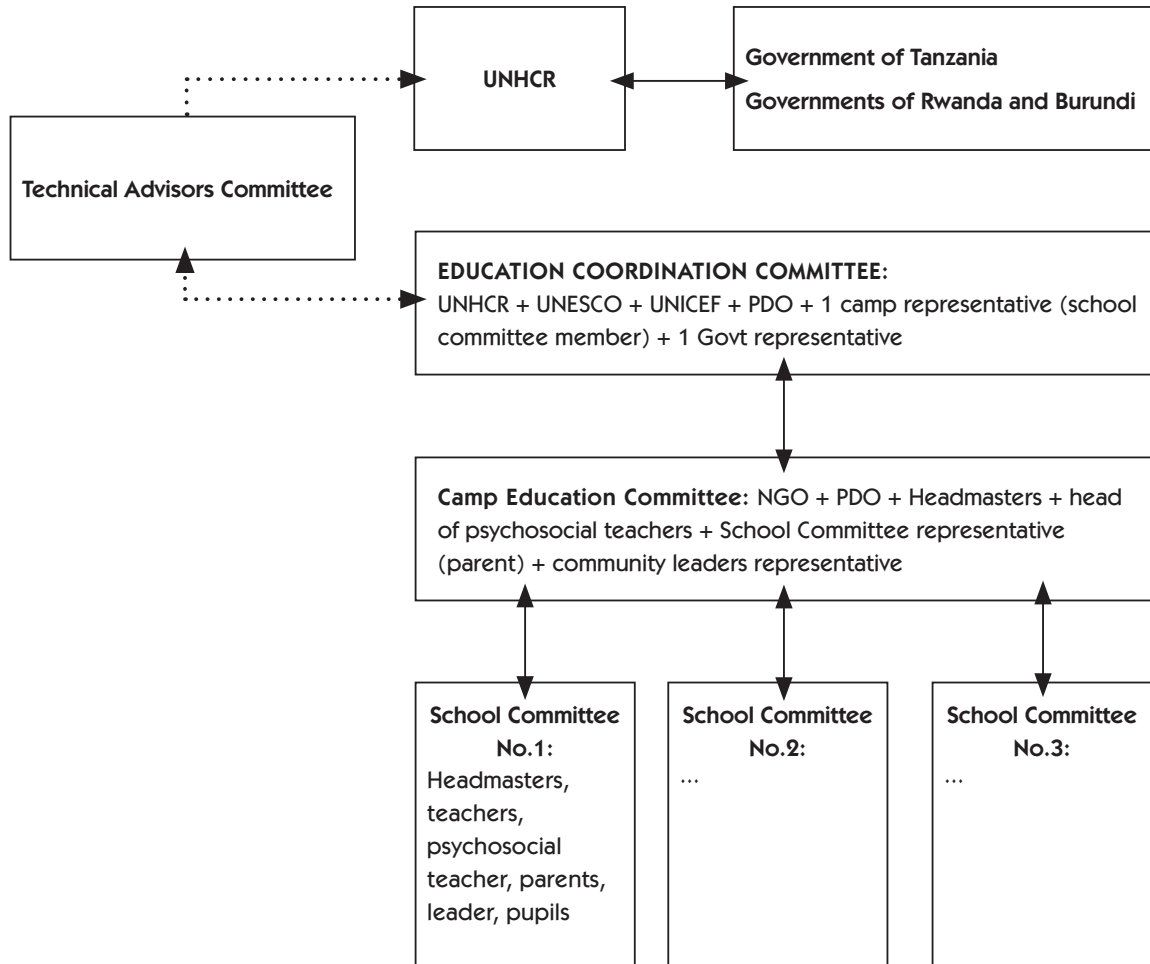 UNHCR
Government of Tanzania
Governments of Rwanda and Burundi
Technical Advisors Committee
EDUCATION COORDINATION COMMITTEE:
UNHCR + UNESCO + UNICEF + PDO + 1 camp representative (school
committee member) + 1 Govt representative
Camp Education Committee: NGO + PDO + Headmasters + head
of psychosocial teachers + School Committee representative
(parent) + community leaders representative
School Committee
No.1:
Headmasters,
teachers,
psychosocial
teacher, parents,
leader, pupils
School Committee
No.2:
...
School Committee
No.3:
...